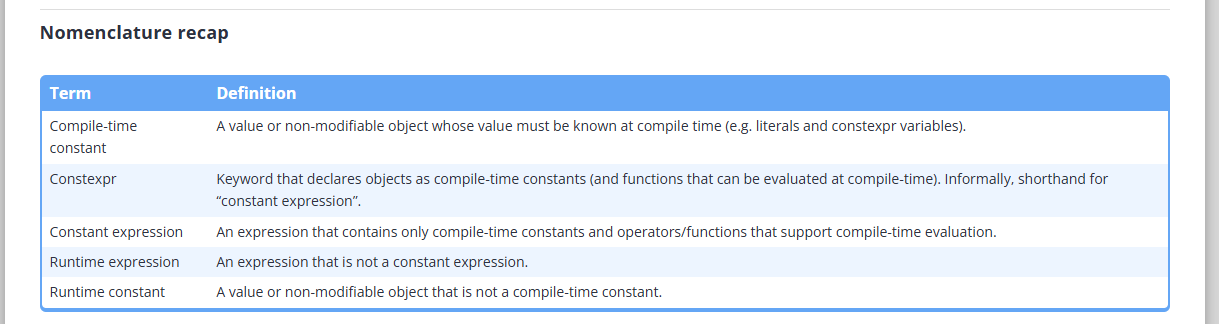 Nomenclature recap
Term Definition
Compile-time A value or non-modifiable object whose value must be known at compile time (e.g. literals and constexpr variables).
constant
Constexpr Keyword that declares objects as compile-time constants (and functions that can be evaluated at compile-time). Informally, shorthand for
“constant expression”.
Constant expression An expression that contains only compile-time constants and operators/functions that support compile-time evaluation.
Runtime expression An expression that is not a constant expression.
Runtime constant A value or non-modifiable object that is not a compile-time constant.